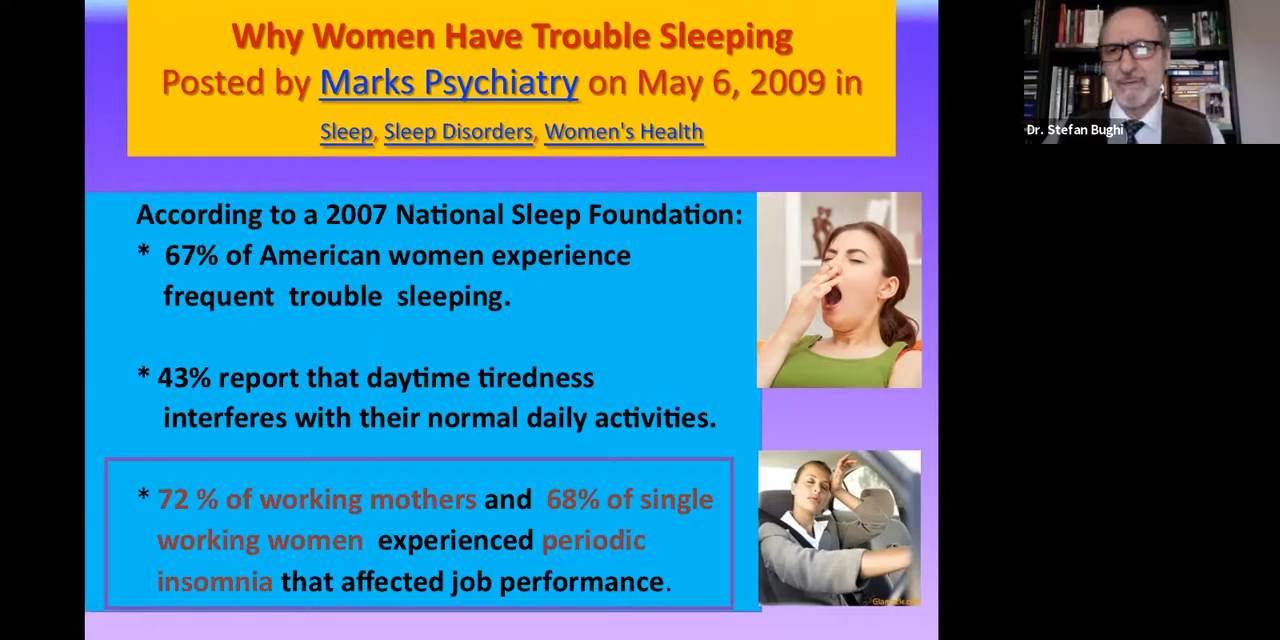 Why Women Have Trouble Sleeping
Posted by Marks Psychiatry on May 6, 2009 in
Sleep, Sleep Disorders, Women's Health
Dr. Stefan Bughi
According to a 2007 National Sleep Foundation:
* 67% of American women experience
frequent trouble sleeping.
* 43% report that daytime tiredness
interferes with their normal daily activities.
* 72 % of working mothers and 68% of single
working women experienced periodic
insomnia that affected job performance.